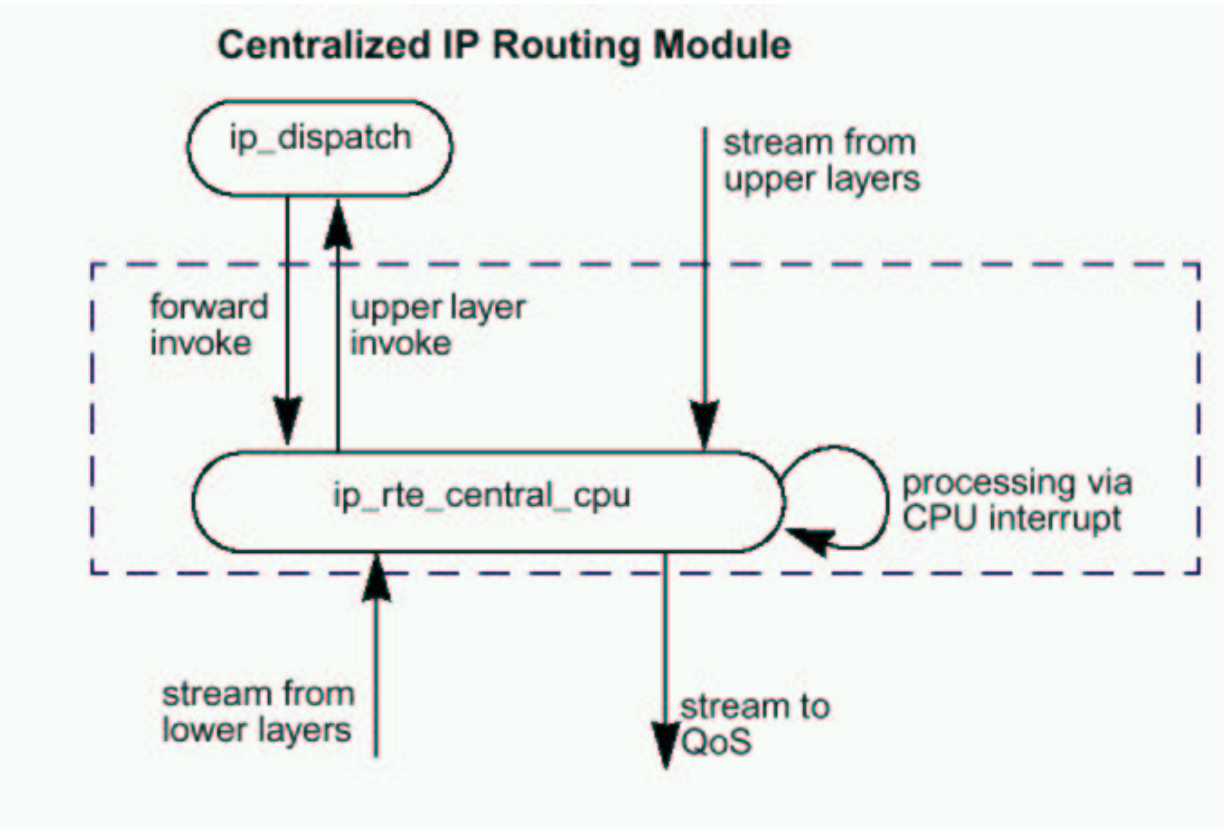 Centralized IP Routing Module
ip_dispatch
stream from
upper layers
forward
invoke
upper layer
invoke
ip_rte_central_cpu
processing via
CPU interrupt
stream from
lower layers
stream to
QoS